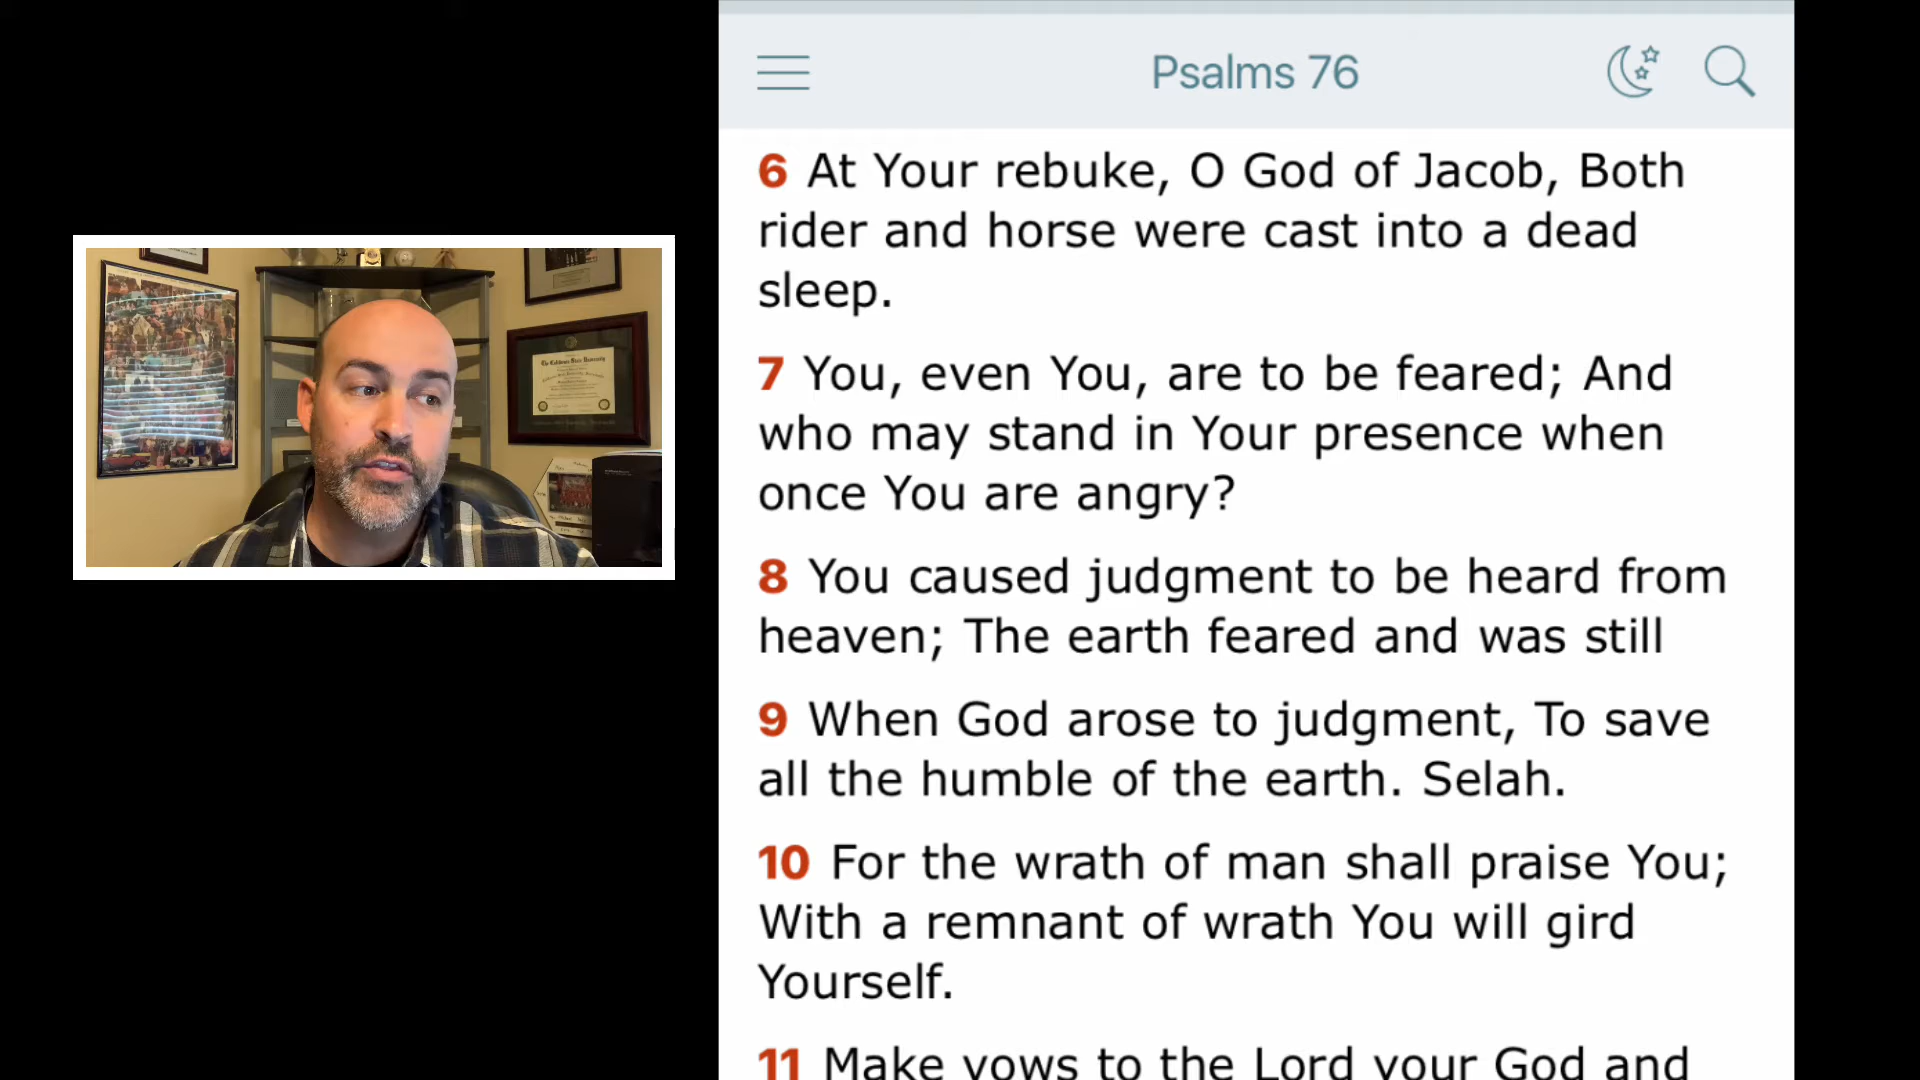 Psalms 76
6 At Your rebuke, O God of Jacob, Both
rider and horse were cast into a dead
sleep.
7 You, even You, are to be feared; And
who may stand in Your presence when
once You are angry?
8 You caused judgment to be heard from
heaven; The earth feared and was still
9 When God arose to judgment, To save
all the humble of the earth. Selah.
10 For the wrath of man shall praise You;
With a remnant of wrath You will gird
Yourself.
11 Make vows to the Lord your God and
The California State University